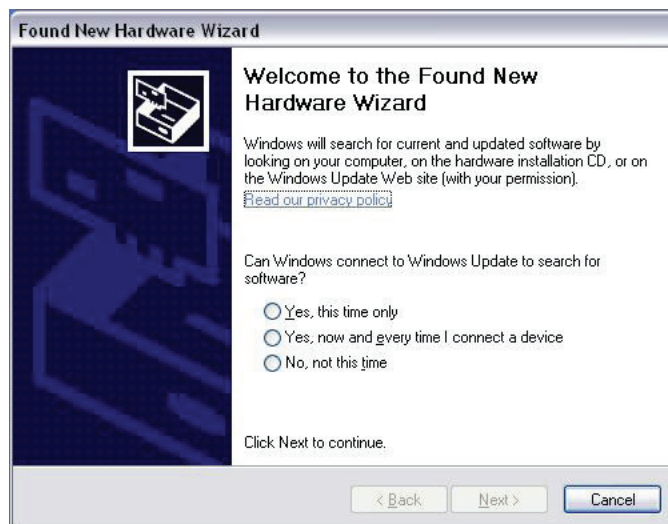 Found New Hardware Wizard
Welcome to the Found New
Hardware Wizard
Windows will search for current and updated software by
looking on your computer, on the hardware installation CD, or on
the Windows Update Web site (with your permission).
Read our privacy policy
Can Windows connect to Windows Update to search for
software?
Yes, this time only
Yes, now and every time I connect a device
No, not this time
Click Next to continue.
< Back Next > Cancel